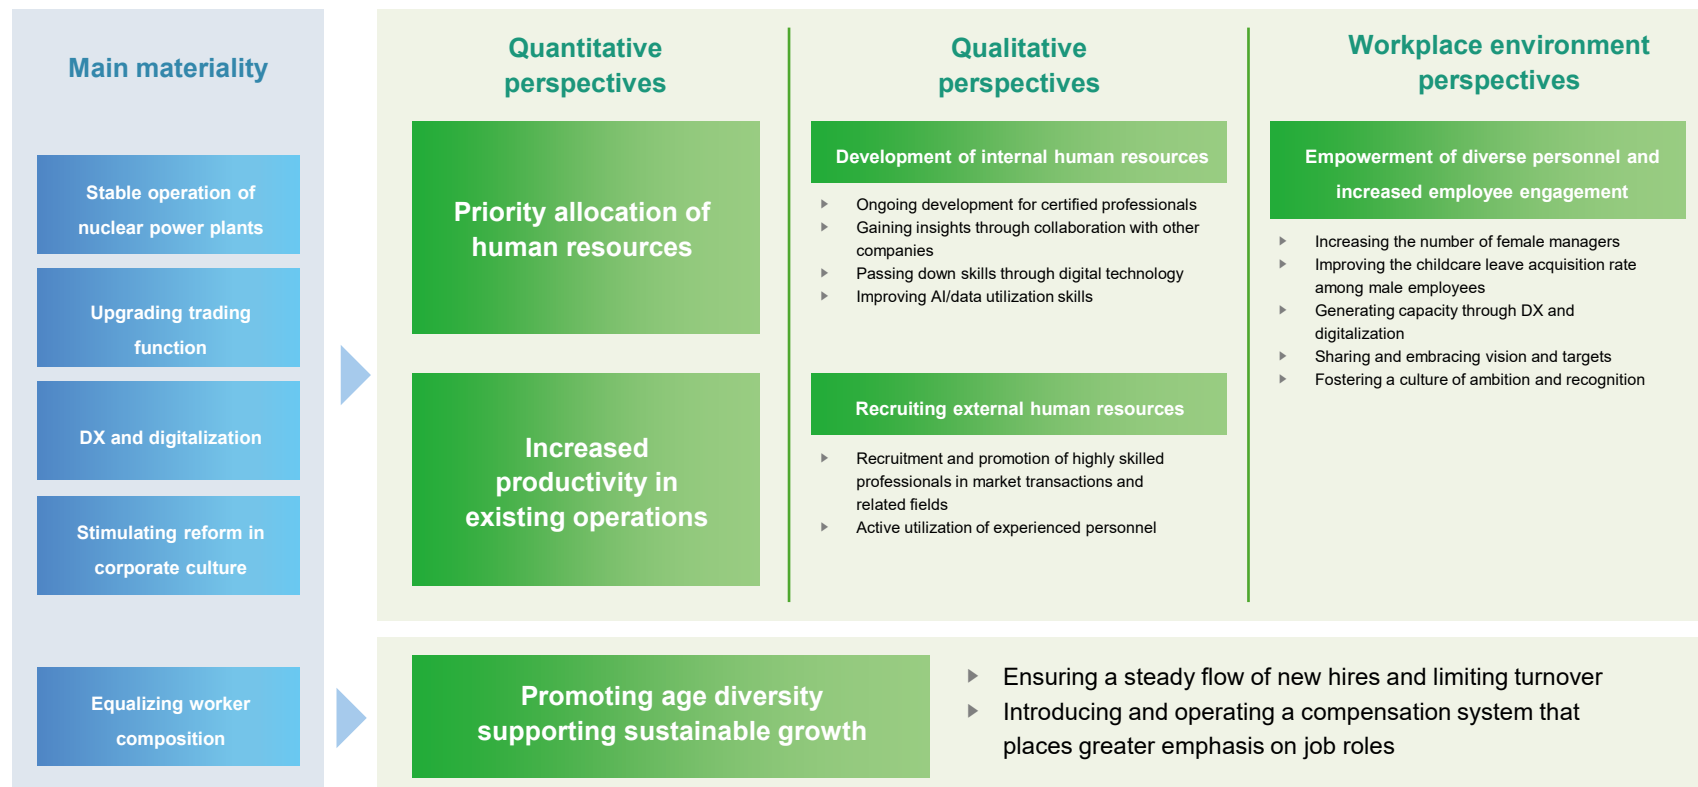 Main materiality
Stable operation of
nuclear power plants
Upgrading trading
function
DX and digitalization
Stimulating reform in
corporate culture
Equalizing worker
composition
Quantitative
perspectives
Priority allocation of
human resources
Increased
productivity in
existing operations
Qualitative
perspectives
Development of internal human resources
Ongoing development for certified professionals
Gaining insights through collaboration with other
companies
Passing down skills through digital technology
Improving AI/data utilization skills
Recruiting external human resources
Recruitment and promotion of highly skilled
professionals in market transactions and
related fields
Active utilization of experienced personnel
Workplace environment
perspectives
Empowerment of diverse personnel and
increased employee engagement
Increasing the number of female managers
Improving the childcare leave acquisition rate
among male employees
Generating capacity through DX and
digitalization
Sharing and embracing vision and targets
Fostering a culture of ambition and recognition
Promoting age diversity
supporting sustainable growth
Ensuring a steady flow of new hires and limiting turnover
Introducing and operating a compensation system that
places greater emphasis on job roles